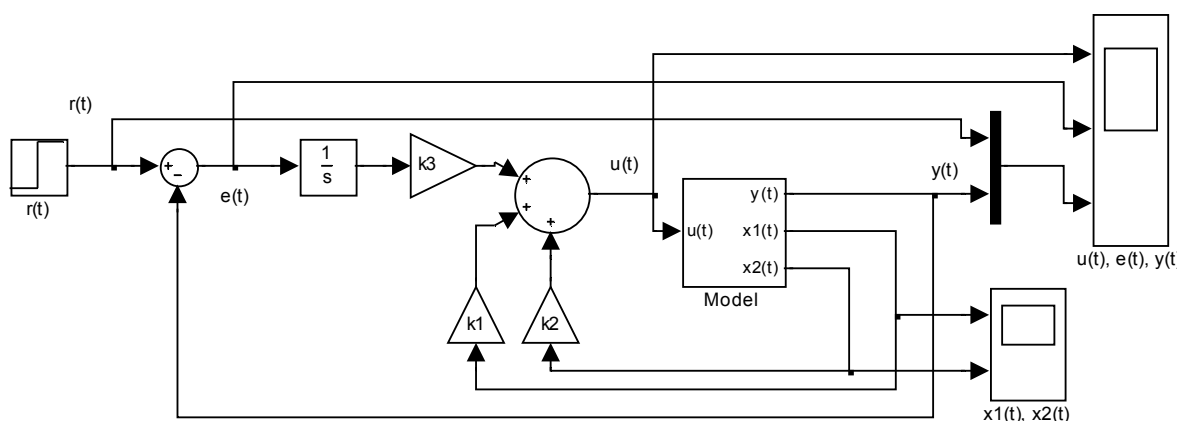 r(t)
r(t)
+
−
e(t)
1
s
k3
+
+
+
k1
k2
u(t)
u(t)
y(t)
x1(t)
x2(t)
Model
y(t)
u(t), e(t), y(t
x1(t), x2(t)